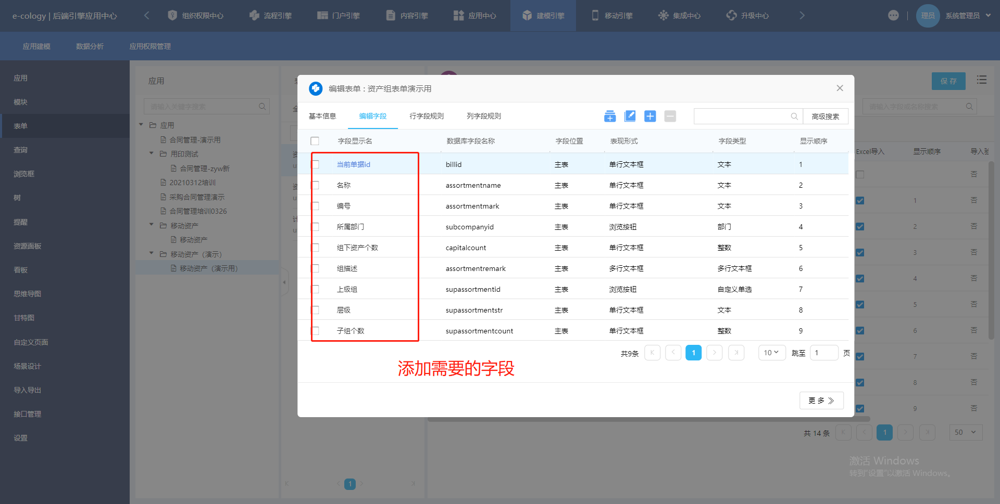 e-cology | 后端引擎应用中心
组织权限中心
流程引擎
门户引擎
内容引擎
应用中心
建模引擎
移动引擎
集成中心
升级中心
理员
系统管理员
应用建模
数据分析
应用权限管理
应用
模块
表单
查询
浏览框
树
提醒
资源面板
看板
思维导图
甘特图
自定义页面
场景设计
导入导出
接口管理
设置
应用
请输入关键字搜索
应用
合同管理-演示用
用印测试
合同管理-zyw新
20210312培训
采购合同管理演示
合同管理培训0326
移动资产
移动资产
移动资产（演示）
移动资产（演示用）
编辑表单 : 资产组表单演示用
基本信息
编辑字段
行字段规则
列字段规则
高级搜索
字段显示名 数据库字段名称 字段位置 表现形式 字段类型 显示顺序
当前单据id billid 主表 单行文本框 文本 1
名称 assortmentname 主表 单行文本框 文本 2
编号 assortmentmark 主表 单行文本框 文本 3
所属部门 subcompanyid 主表 浏览按钮 部门 4
组下资产个数 capitalcount 主表 单行文本框 整数 5
组描述 assortmentremark 主表 多行文本框 多行文本框 6
上级组 supassortmentid 主表 浏览按钮 自定义单选 7
层级 supassortmentstr 主表 单行文本框 文本 8
子组个数 supassortmentcount 主表 单行文本框 整数 9
共9条 1 10 跳至 1 页
添加需要的字段
更 多
保 存
请输入字段或名称搜索
Excel导入 显示顺序 导入验
否
1 否
2 否
3 否
4 否
5 否
6 否
7 否
8 否
9 否
共 14 条 1 50
1
激活 Windows
转到“设置”以激活 Windows。